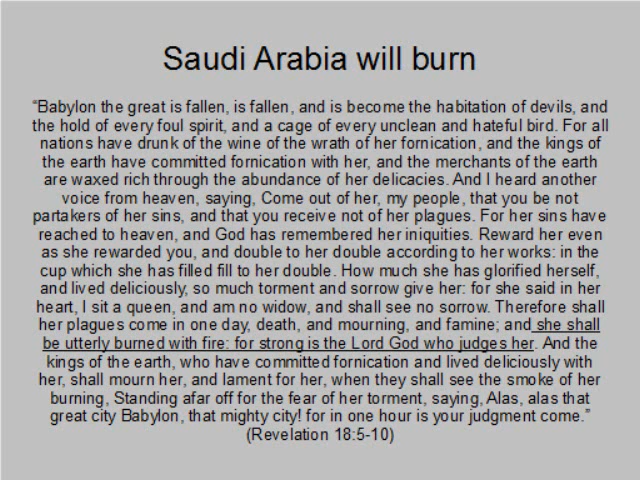 Saudi Arabia will burn
“Babylon the great is fallen, is fallen, and is become the habitation of devils, and
the hold of every foul spirit, and a cage of every unclean and hateful bird. For all
nations have drunk of the wine of the wrath of her fornication, and the kings of
the earth have committed fornication with her, and the merchants of the earth
are waxed rich through the abundance of her delicacies. And I heard another
voice from heaven, saying, Come out of her, my people, that you be not
partakers of her sins, and that you receive not of her plagues. For her sins have
reached to heaven, and God has remembered her iniquities. Reward her even
as she rewarded you, and double to her double according to her works: in the
cup which she has filled fill to her double. How much she has glorified herself,
and lived deliciously, so much torment and sorrow give her: for she said in her
heart, I sit a queen, and am no widow, and shall see no sorrow. Therefore shall
her plagues come in one day, death, and mourning, and famine; and she shall
be utterly burned with fire: for strong is the Lord God who judges her. And the
kings of the earth, who have committed fornication and lived deliciously with
her, shall mourn her, and lament for her, when they shall see the smoke of her
burning, Standing afar off for the fear of her torment, saying, Alas, alas that
great city Babylon, that mighty city! for in one hour is your judgment come.”
(Revelation 18:5-10)